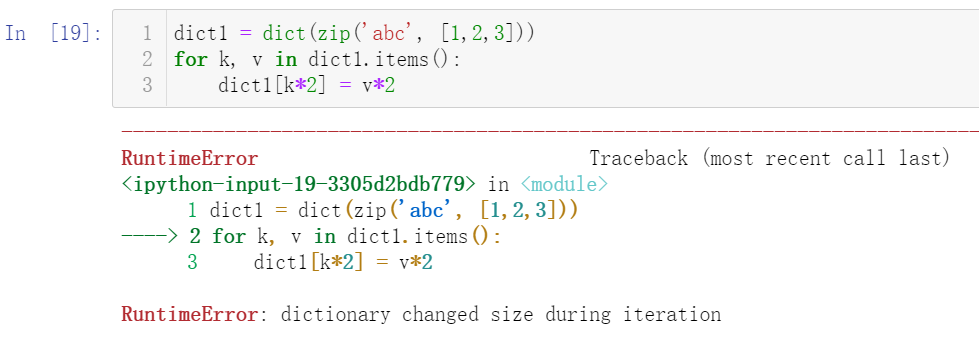 In [19]: 1 dict1 = dict(zip('abc', [1,2,3]))
2 for k, v in dict1.items():
3     dict1[k*2] = v*2
---------------------------------------------------------------------------
RuntimeError                              Traceback (most recent call last)
<ipython-input-19-3305d2bdb779> in <module>
      1 dict1 = dict(zip('abc', [1,2,3]))
----> 2 for k, v in dict1.items():
      3     dict1[k*2] = v*2
RuntimeError: dictionary changed size during iteration